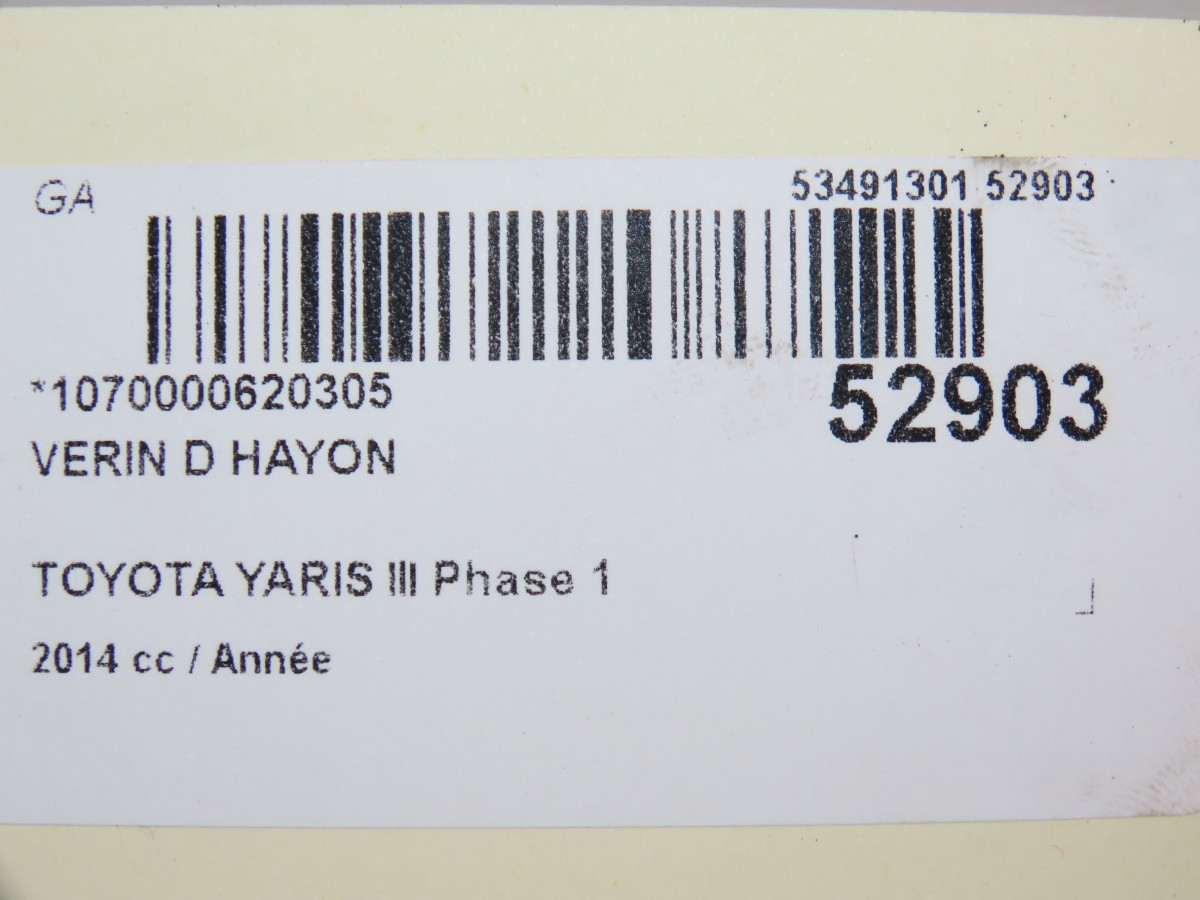 GA
53491301 52903
*1070000620305
52903
VERIN D HAYON
TOYOTA YARIS III Phase 1
2014 cc / Année